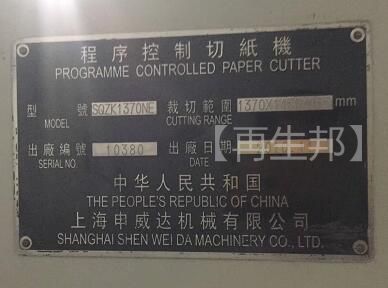 程序控制切紙機
PROGRAMME CONTROLLED PAPER CUTTER
型 號 SQZK1370NE 裁切範圍 mm
MODEL CUTTING RANGE
出廠編號 10380 出廠日期
SERIAL NO. DATE
【再生邦】
中华人民共和国
THE PEOPLE'S REPUBLIC OF CHINA
上海申威达机械有限公司
SHANGHAI SHEN WEI DA MACHINERY CO., LTD.